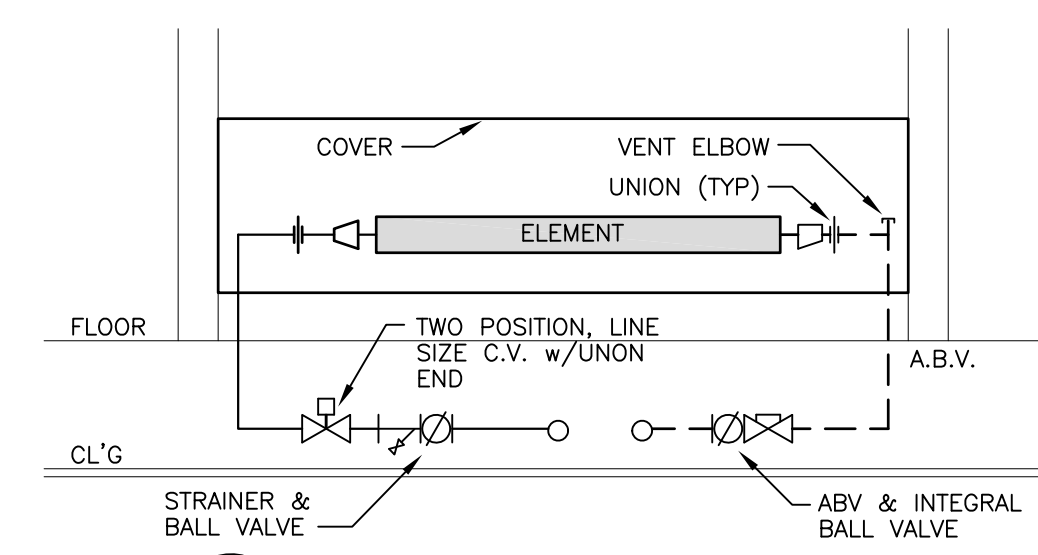 COVER
VENT ELBOW
UNION (TYP)
ELEMENT
FLOOR
TWO POSITION, LINE
SIZE C.V. w/UNON
END
A.B.V.
CL'G
STRAINER &
BALL VALVE
ABV & INTEGRAL
BALL VALVE